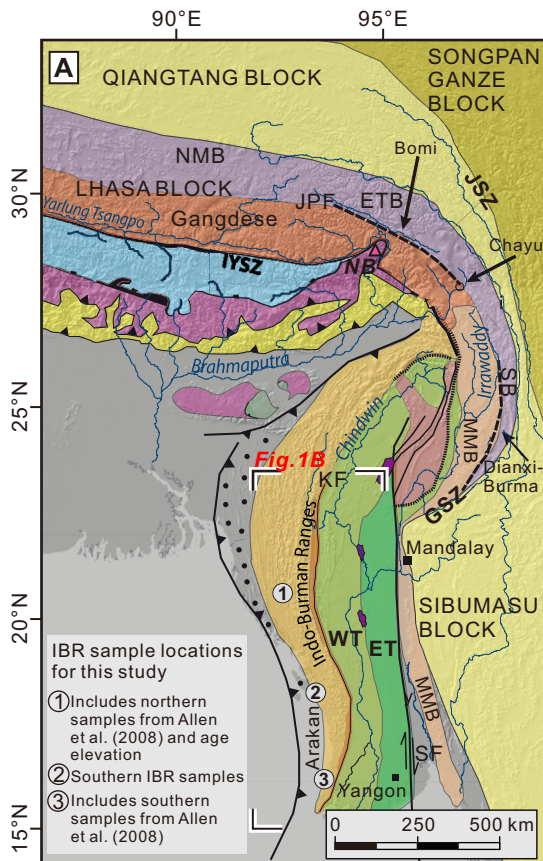 90°E
95°E
A
QIANGTANG BLOCK
SONGPAN
GANZE
BLOCK
NMB
Bomi
JSZ
30°N
LHASA BLOCK
JPF
ETB
Yarlung Tsangpo
Gangdese
Chayu
IYSZ
NB
Brahmaputra
Irrawaddy
SB
25°N
Chindwin
MMB
Fig.1B
KF
Dianxi-
Burma
GSZ
Mandalay
Indo-Burman Ranges
1
20°N
SIBUMASU
BLOCK
WT
ET
IBR sample locations
for this study
1 Includes northern
samples from Allen
et al. (2008) and age
elevation
2 Southern IBR samples
3 Includes southern
samples from Allen
et al. (2008)
2
Arakan
MMB
3
SF
Yangon
15°N
0 250 500 km